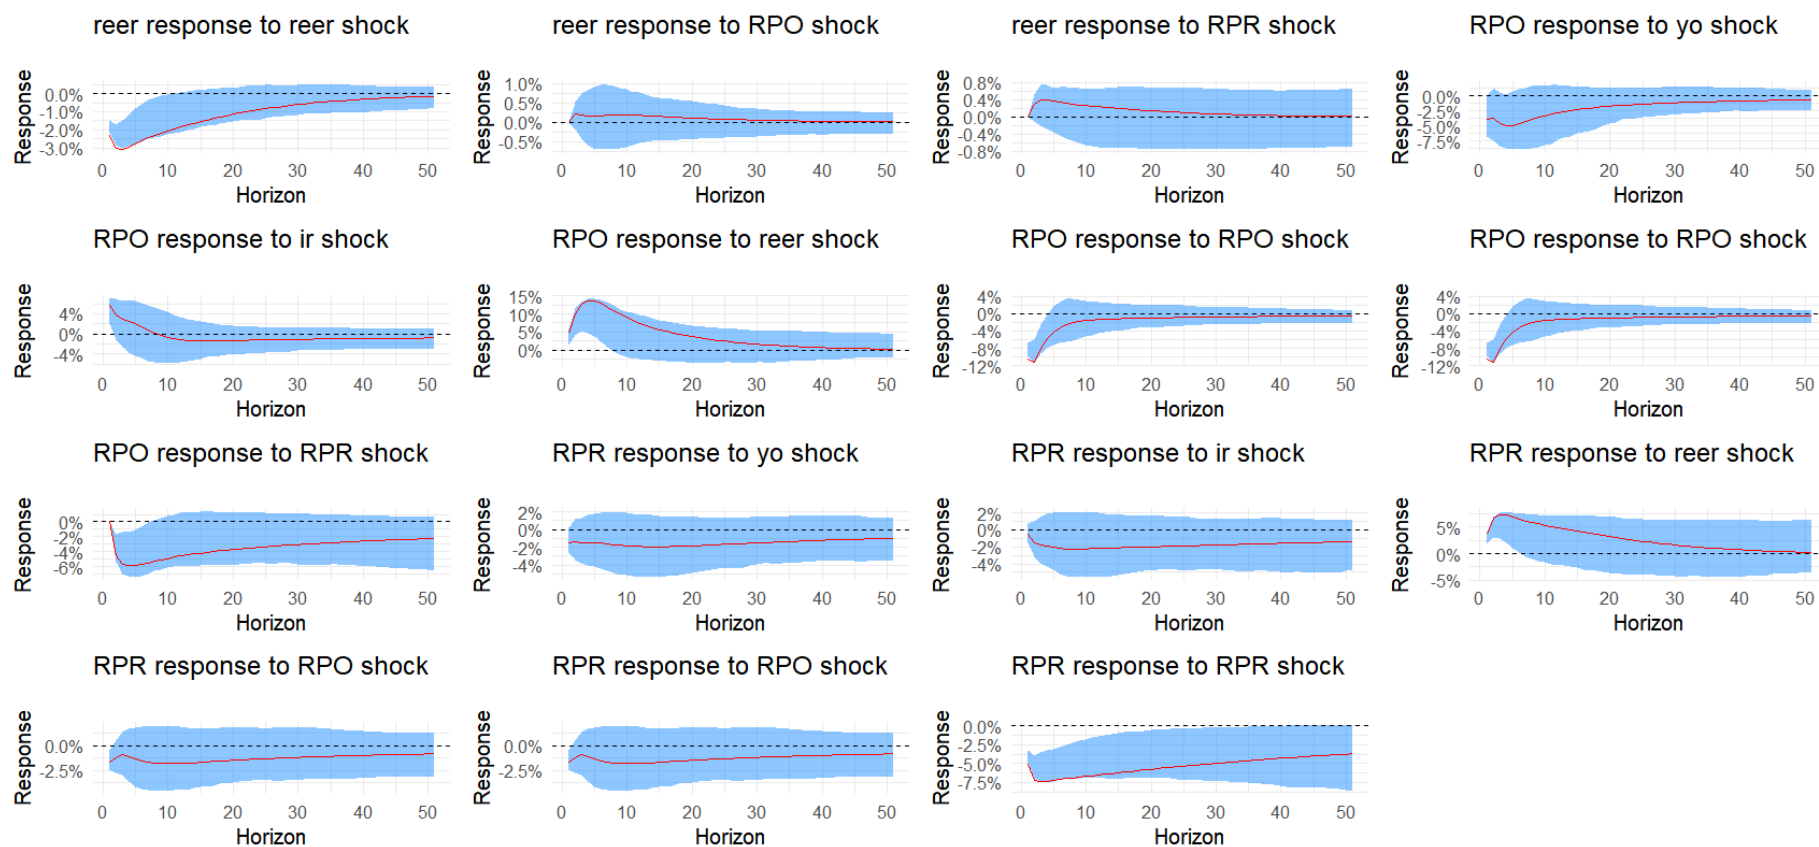 reer response to reer shock
Response
0.0%
-1.0%
-2.0%
-3.0%
0 10 20 30 40 50
Horizon
reer response to RPO shock
Response
1.0%
0.5%
0.0%
-0.5%
0 10 20 30 40 50
Horizon
reer response to RPR shock
Response
0.8%
0.4%
0.0%
-0.4%
-0.8%
0 10 20 30 40 50
Horizon
RPO response to yo shock
Response
0.0%
-2.5%
-5.0%
-7.5%
0 10 20 30 40 50
Horizon
RPO response to ir shock
Response
4%
0%
-4%
0 10 20 30 40 50
Horizon
RPO response to reer shock
Response
15%
10%
5%
0%
0 10 20 30 40 50
Horizon
RPO response to RPO shock
Response
4%
0%
-4%
-8%
-12%
0 10 20 30 40 50
Horizon
RPO response to RPO shock
Response
4%
0%
-4%
-8%
-12%
0 10 20 30 40 50
Horizon
RPO response to RPR shock
Response
0%
-2%
-4%
-6%
0 10 20 30 40 50
Horizon
RPR response to yo shock
Response
2%
0%
-2%
-4%
0 10 20 30 40 50
Horizon
RPR response to ir shock
Response
2%
0%
-2%
-4%
0 10 20 30 40 50
Horizon
RPR response to reer shock
Response
5%
0%
-5%
0 10 20 30 40 50
Horizon
RPR response to RPO shock
Response
0.0%
-2.5%
0 10 20 30 40 50
Horizon
RPR response to RPO shock
Response
0.0%
-2.5%
0 10 20 30 40 50
Horizon
RPR response to RPR shock
Response
0.0%
-2.5%
-5.0%
-7.5%
0 10 20 30 40 50
Horizon